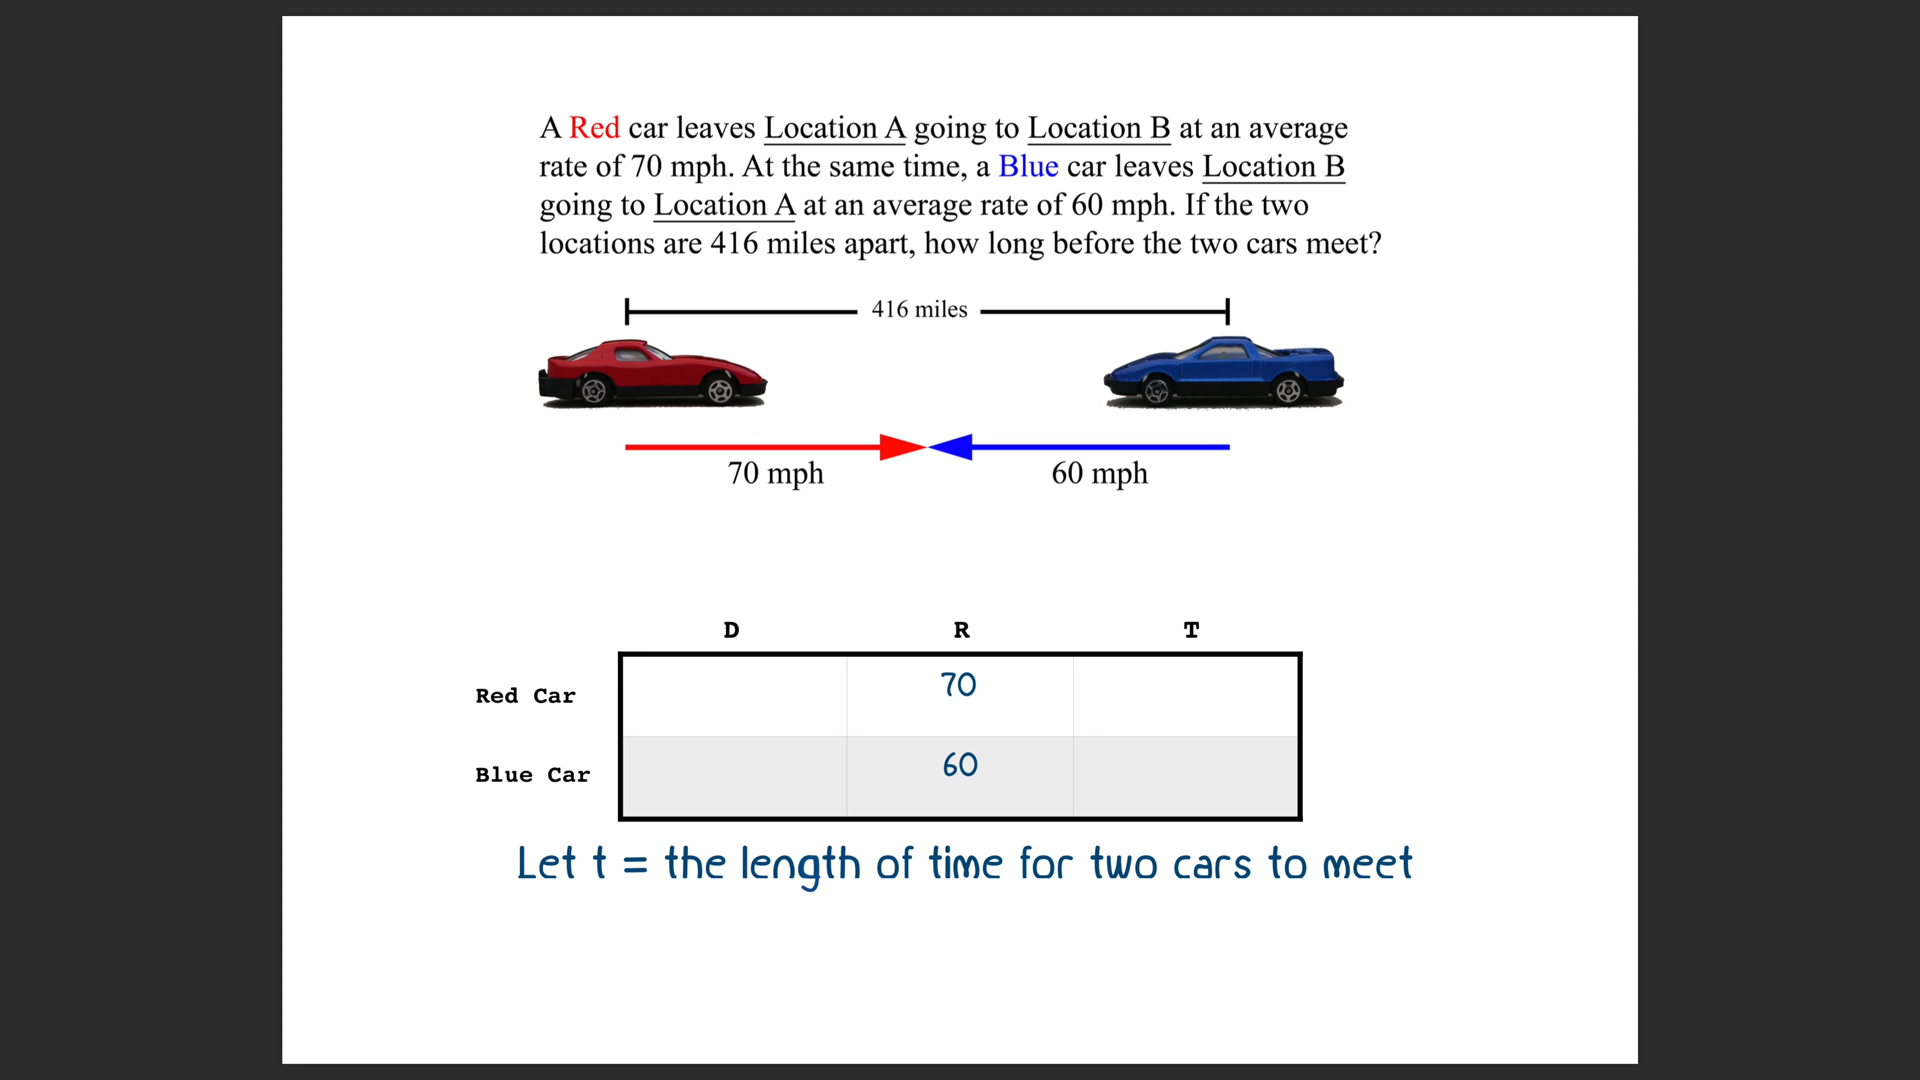 A Red car leaves Location A going to Location B at an average
rate of 70 mph. At the same time, a Blue car leaves Location B
going to Location A at an average rate of 60 mph. If the two
locations are 416 miles apart, how long before the two cars meet?
416 miles
70 mph 60 mph
D R T
Red Car 70
Blue Car 60
Let t = the length of time for two cars to meet